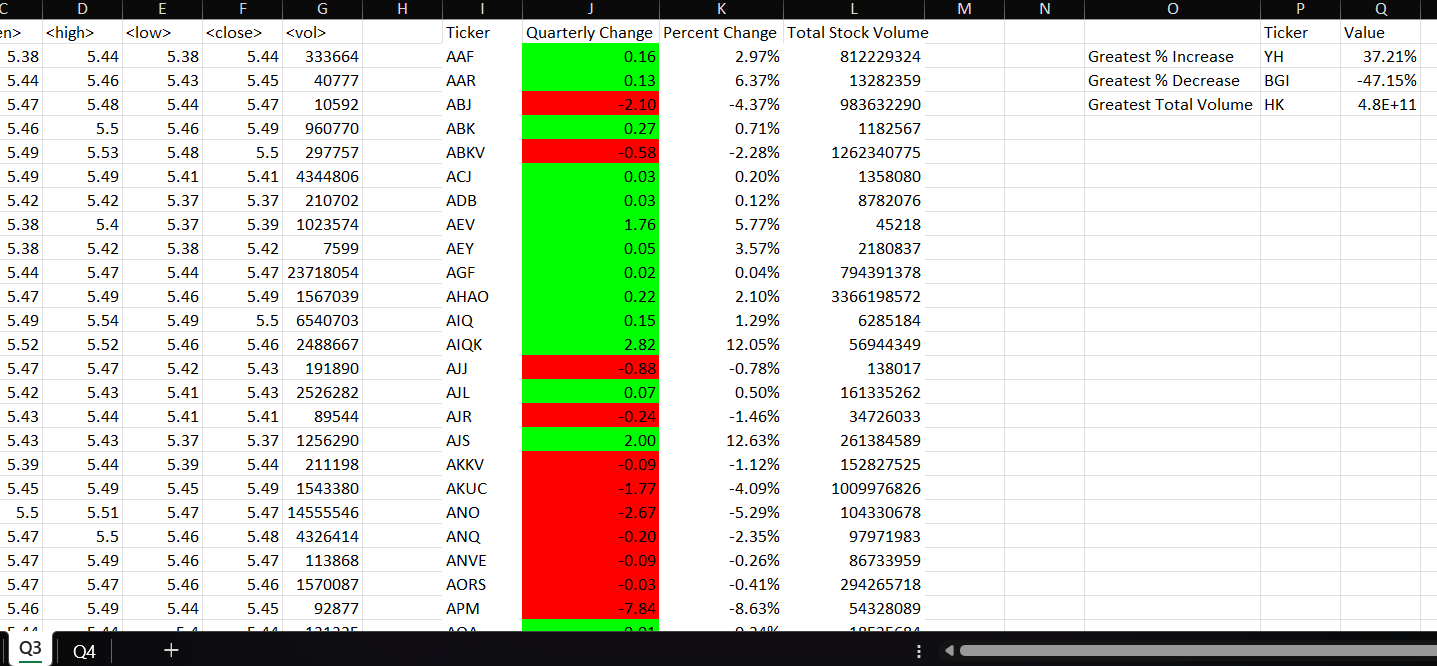 C D E F G H I J K L M N O P Q
en> <high> <low> <close> <vol> Ticker Quarterly Change Percent Change Total Stock Volume Ticker Value
5.38 5.44 5.38 5.44 333664 AAF 0.16 2.97% 812229324 Greatest % Increase YH 37.21%
5.44 5.46 5.43 5.45 40777 AAR 0.13 6.37% 13282359 Greatest % Decrease BGI -47.15%
5.47 5.48 5.44 5.47 10592 ABJ -2.10 -4.37% 983632290 Greatest Total Volume HK 4.8E+11
5.46 5.5 5.46 5.49 960770 ABK 0.27 0.71% 1182567
5.49 5.53 5.48 5.5 297757 ABKV -0.58 -2.28% 1262340775
5.49 5.49 5.41 5.41 4344806 ACJ 0.03 0.20% 1358080
5.42 5.42 5.37 5.37 210702 ADB 0.03 0.12% 8782076
5.38 5.4 5.37 5.39 1023574 AEV 1.76 5.77% 45218
5.38 5.42 5.38 5.42 7599 AEY 0.05 3.57% 2180837
5.44 5.47 5.44 5.47 23718054 AGF 0.02 0.04% 794391378
5.47 5.49 5.46 5.49 1567039 AHAO 0.22 2.10% 3366198572
5.49 5.54 5.49 5.5 6540703 AIQ 0.15 1.29% 6285184
5.52 5.52 5.46 5.46 2488667 AIQK 2.82 12.05% 56944349
5.47 5.47 5.42 5.43 191890 AJJ -0.88 -0.78% 138017
5.42 5.43 5.41 5.43 2526282 AJL 0.07 0.50% 161335262
5.43 5.44 5.41 5.41 89544 AJR -0.24 -1.46% 34726033
5.43 5.43 5.37 5.37 1256290 AJS 2.00 12.63% 261384589
5.39 5.44 5.39 5.44 211198 AKKV -0.09 -1.12% 152827525
5.45 5.49 5.45 5.49 1543380 AKUC -1.77 -4.09% 1009976826
5.5 5.51 5.47 5.47 14555546 ANO -2.67 -5.29% 104330678
5.47 5.5 5.46 5.48 4326414 ANQ -0.20 -2.35% 97971983
5.47 5.49 5.46 5.47 113868 ANVE -0.09 -0.26% 86733959
5.47 5.47 5.46 5.46 1570087 AORS -0.03 -0.41% 294265718
5.46 5.49 5.44 5.45 92877 APM -7.84 -8.63% 54328089
Q3 Q4 +